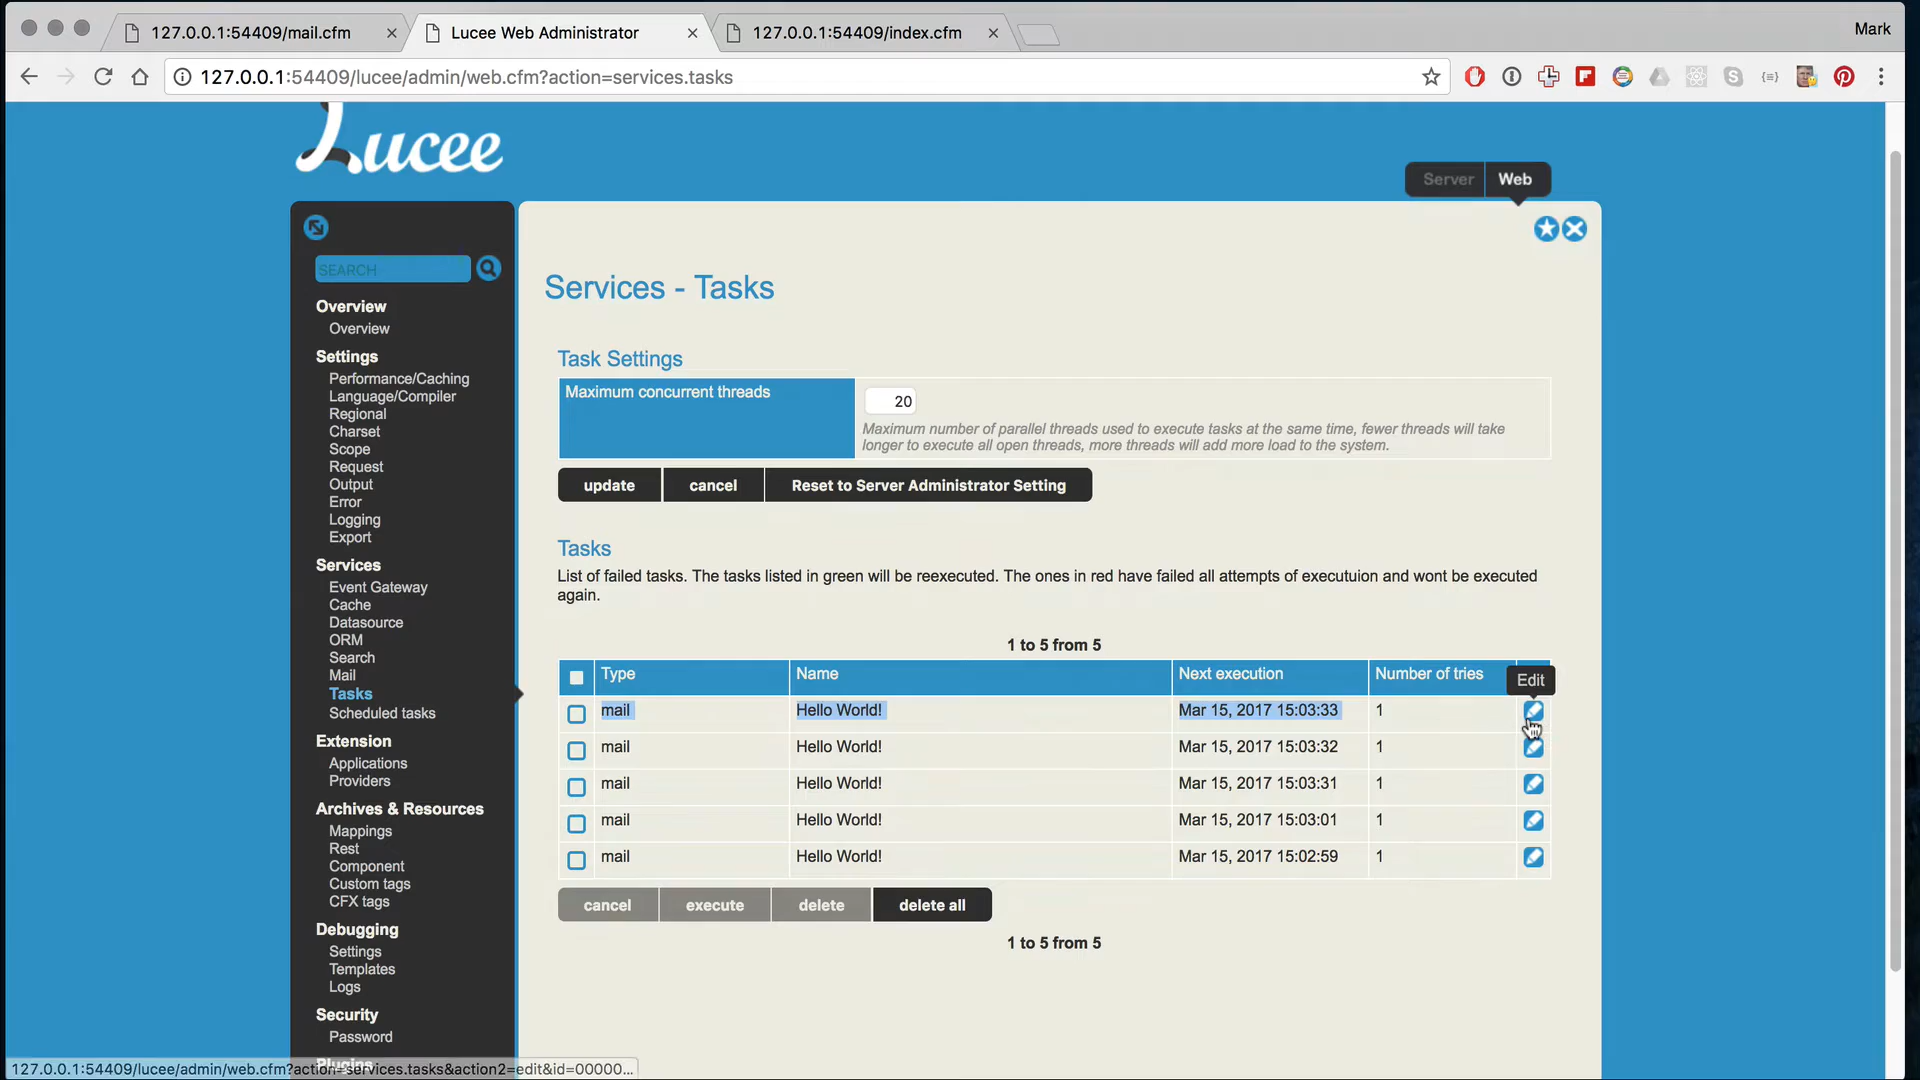 127.0.0.1:54409/mail.cfm
Lucee Web Administrator
127.0.0.1:54409/index.cfm
Mark
127.0.0.1:54409/lucee/admin/web.cfm?action=services.tasks
Lucee
Server
Web
SEARCH
Overview
Overview
Settings
Performance/Caching
Language/Compiler
Regional
Charset
Scope
Request
Output
Error
Logging
Export
Services
Event Gateway
Cache
Datasource
ORM
Search
Mail
Tasks
Scheduled tasks
Extension
Applications
Providers
Archives & Resources
Mappings
Rest
Component
Custom tags
CFX tags
Debugging
Settings
Templates
Logs
Security
Password
Plugins
Services - Tasks
Task Settings
Maximum concurrent threads
20
Maximum number of parallel threads used to execute tasks at the same time, fewer threads will take
longer to execute all open threads, more threads will add more load to the system.
update
cancel
Reset to Server Administrator Setting
Tasks
List of failed tasks. The tasks listed in green will be reexecuted. The ones in red have failed all attempts of executuion and wont be executed
again.
1 to 5 from 5
Type Name Next execution Number of tries
Edit
mail Hello World! Mar 15, 2017 15:03:33 1
mail Hello World! Mar 15, 2017 15:03:32 1
mail Hello World! Mar 15, 2017 15:03:31 1
mail Hello World! Mar 15, 2017 15:03:01 1
mail Hello World! Mar 15, 2017 15:02:59 1
cancel
execute
delete
delete all
1 to 5 from 5
127.0.0.1:54409/lucee/admin/web.cfm?action=services.tasks&action2=edit&id=00000...